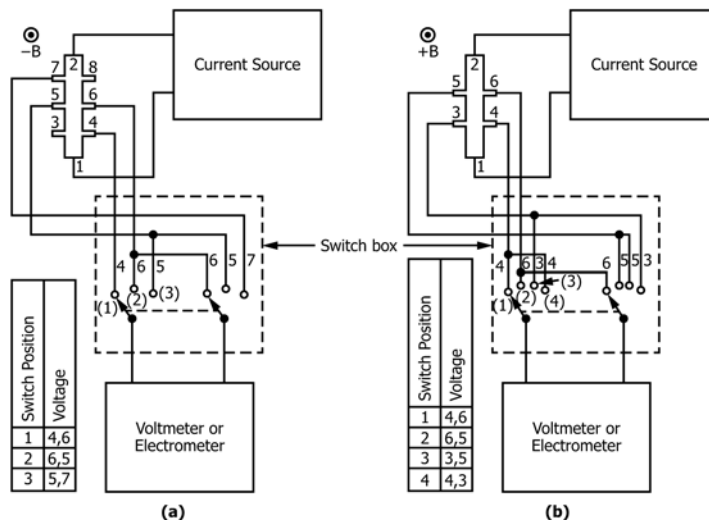 −B
2
7 8
5 6
3 4
1
Current Source
4 6 5 6 5 7
(1) (2) (3)
Switch Position Voltage
1 4,6
2 6,5
3 5,7
Voltmeter or
Electrometer
(a)
Switch box
+B
2
5 6
3 4
1
Current Source
4 6 3 4 6 5 5 3
(3)
(1) (2) (4)
Switch Position Voltage
1 4,6
2 6,5
3 3,5
4 4,3
Voltmeter or
Electrometer
(b)